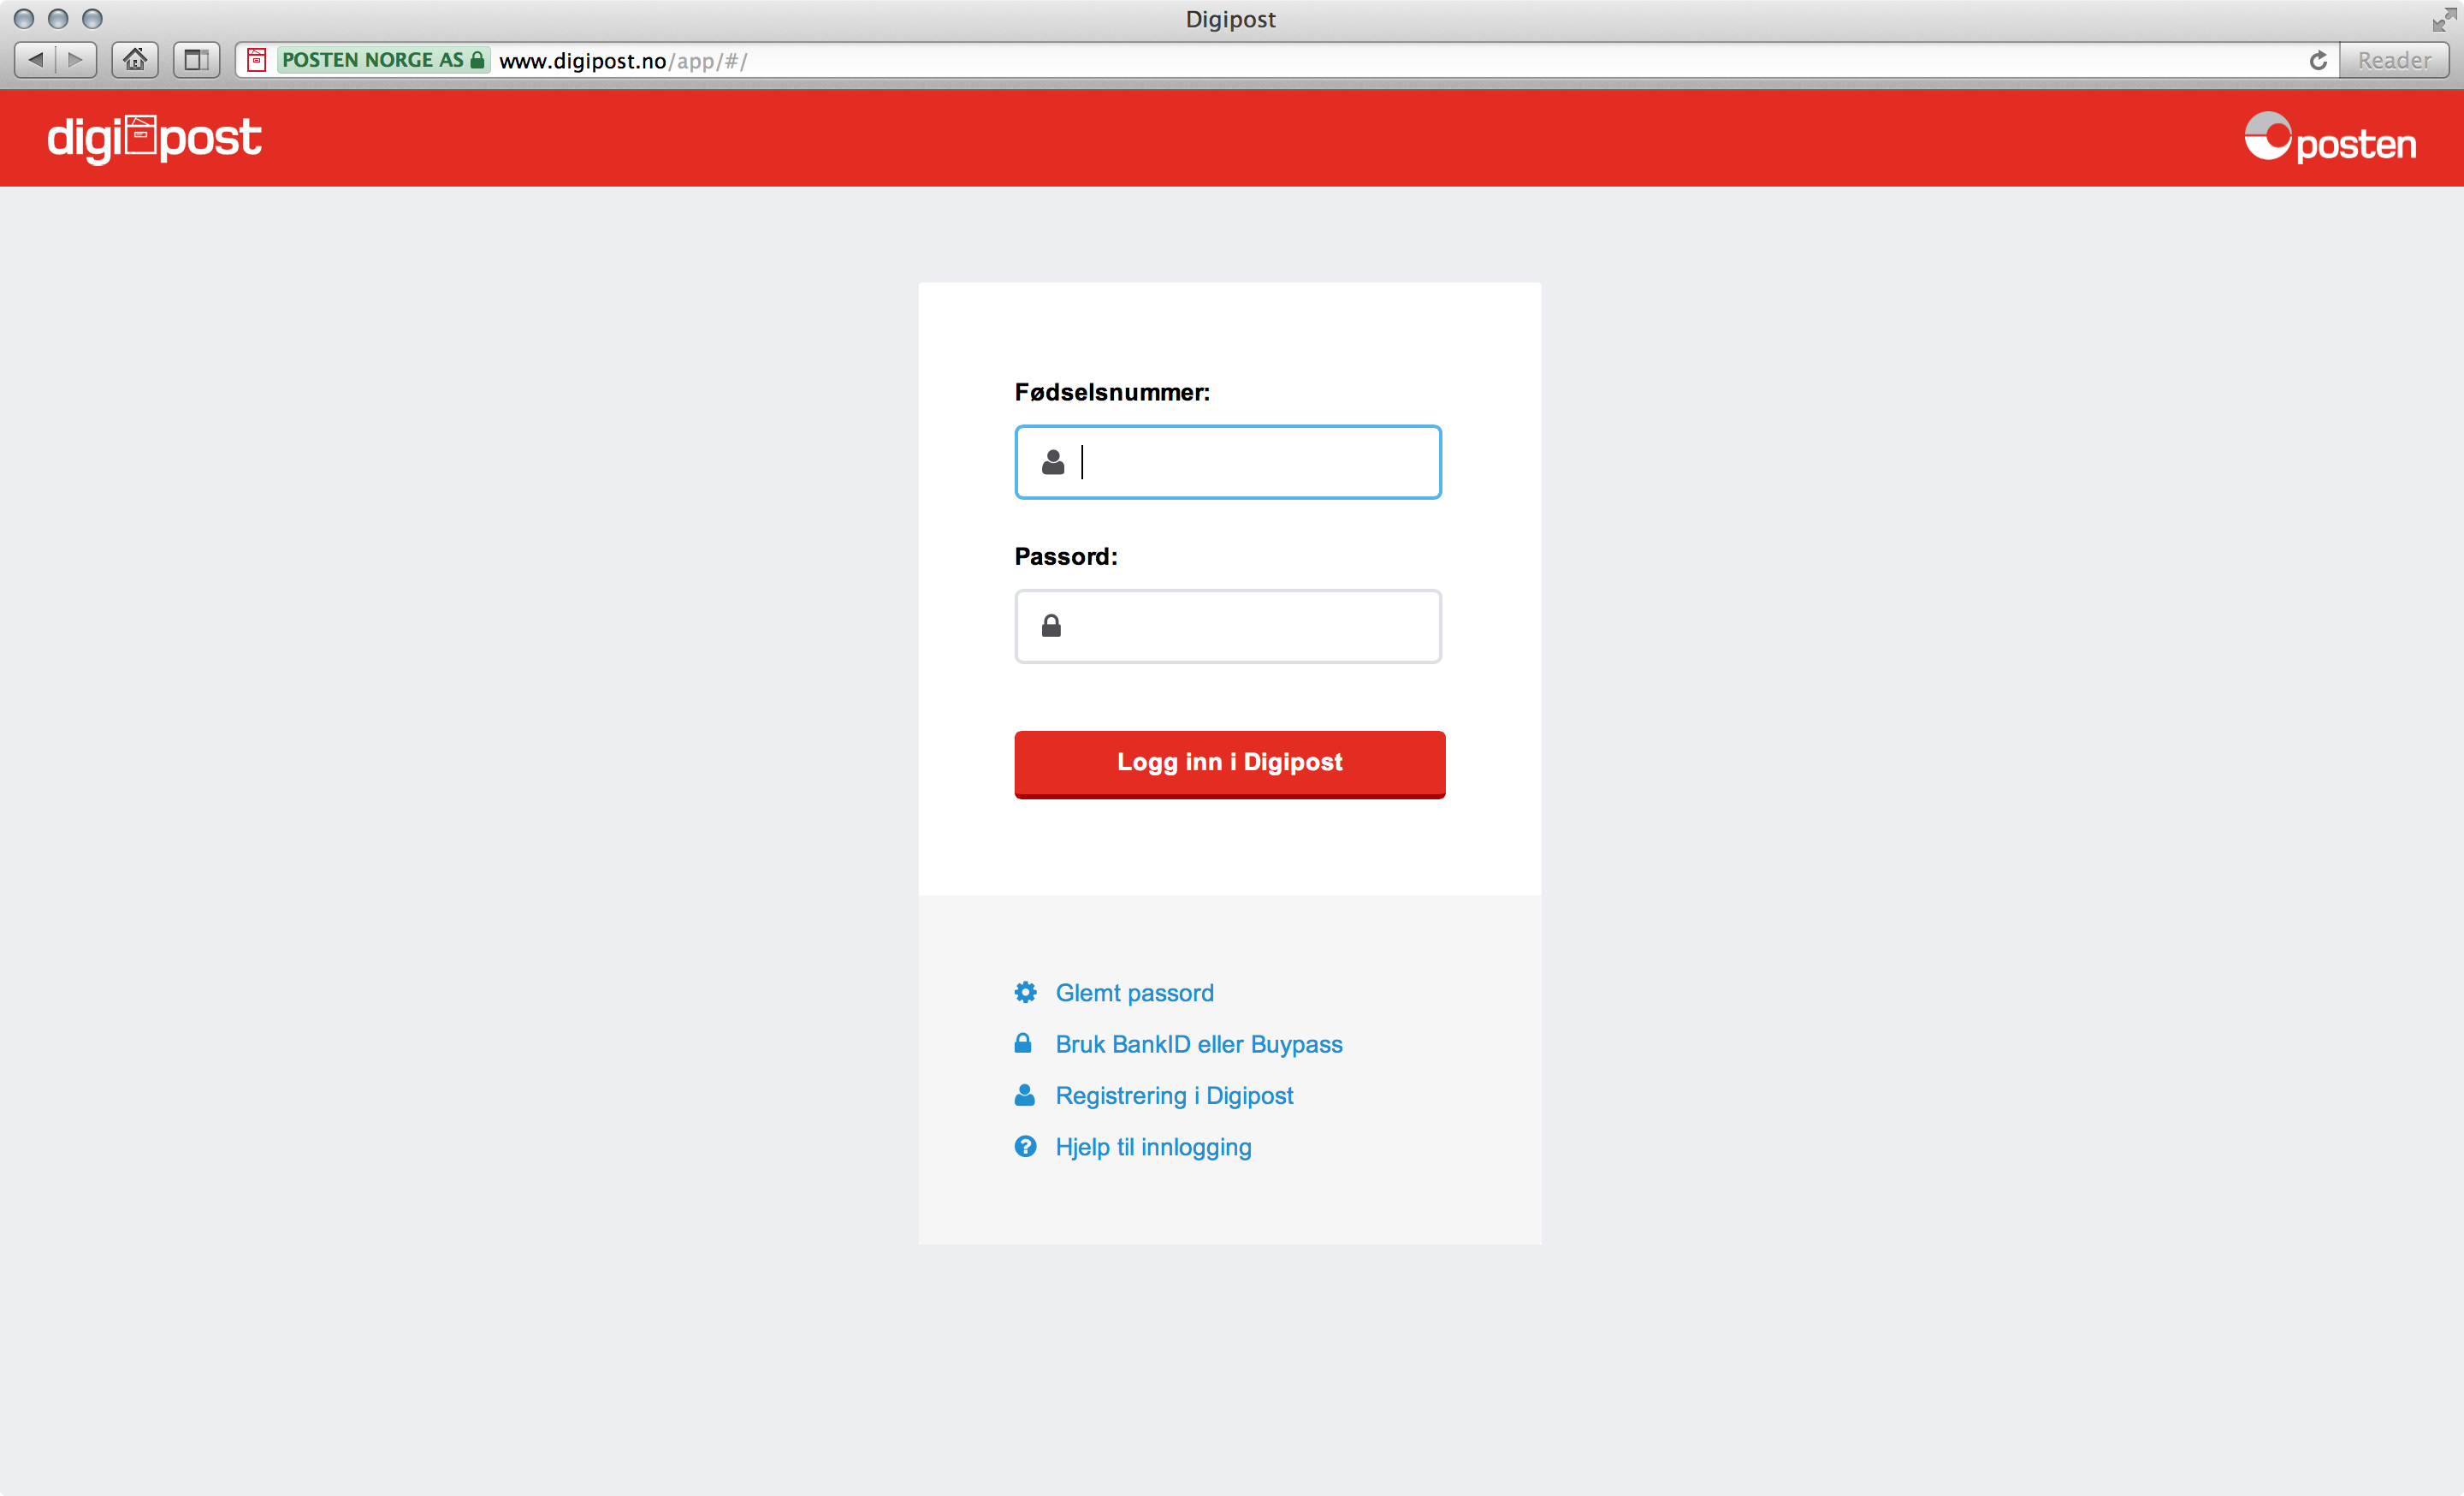 Digipost
POSTEN NORGE AS www.digipost.no/app/#/ Reader
digipost posten
Fødselsnummer:
Passord:
Logg inn i Digipost
Glemt passord
Bruk BankID eller Buypass
Registrering i Digipost
Hjelp til innlogging